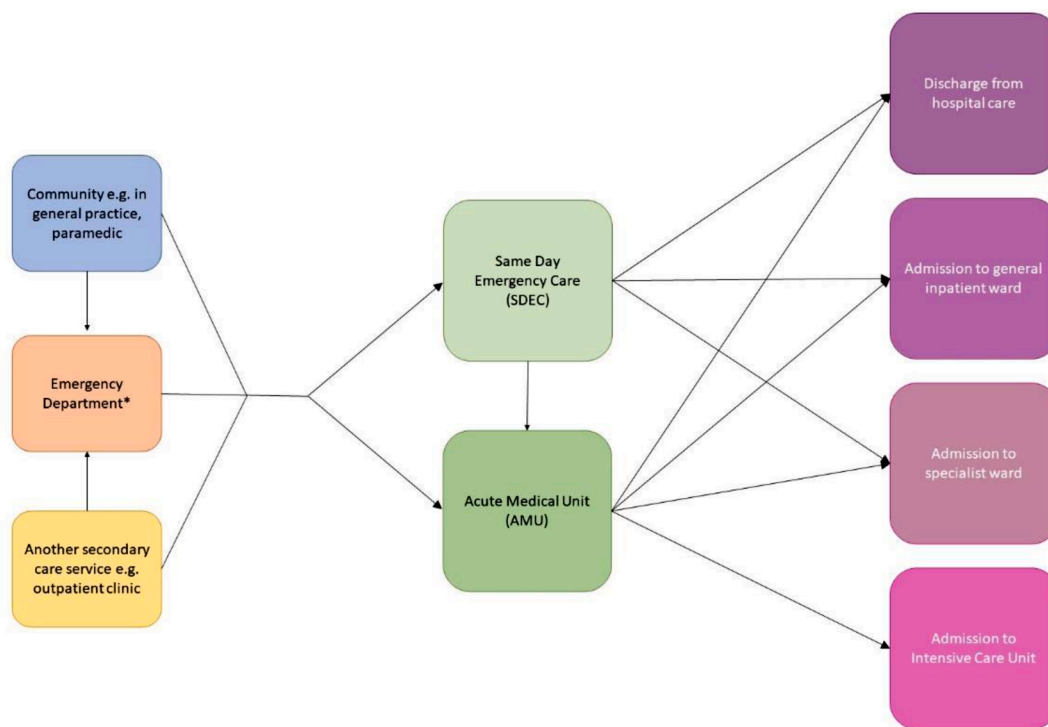 Community e.g. in
general practice,
paramedic
Emergency
Department*
Another secondary
care service e.g.
outpatient clinic
Same Day
Emergency Care
(SDEC)
Acute Medical Unit
(AMU)
Discharge from
hospital care
Admission to general
inpatient ward
Admission to
specialist ward
Admission to
Intensive Care Unit